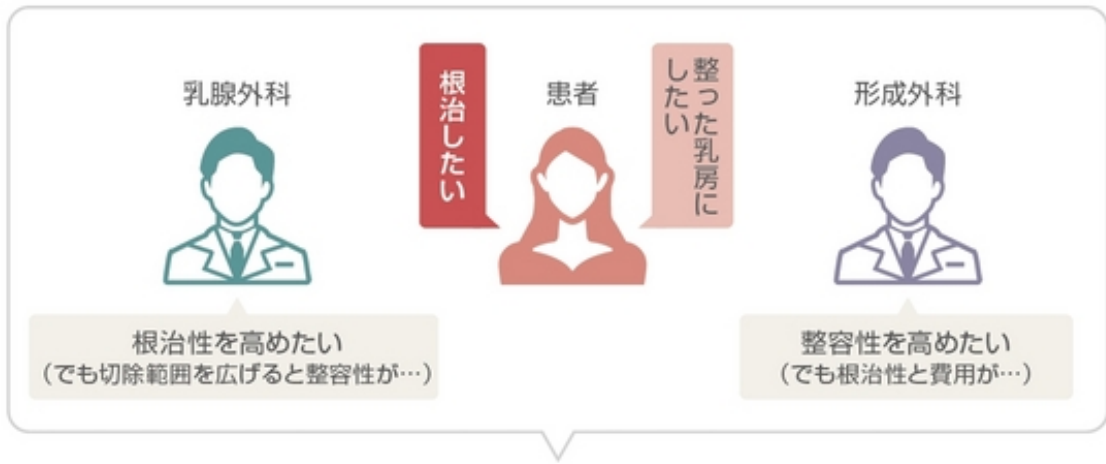 乳腺外科
根治したい
患者
整った乳房に
したい
形成外科
根治性を高めたい
（でも切除範囲を広げると整容性が…）
整容性を高めたい
（でも根治性と費用が…）